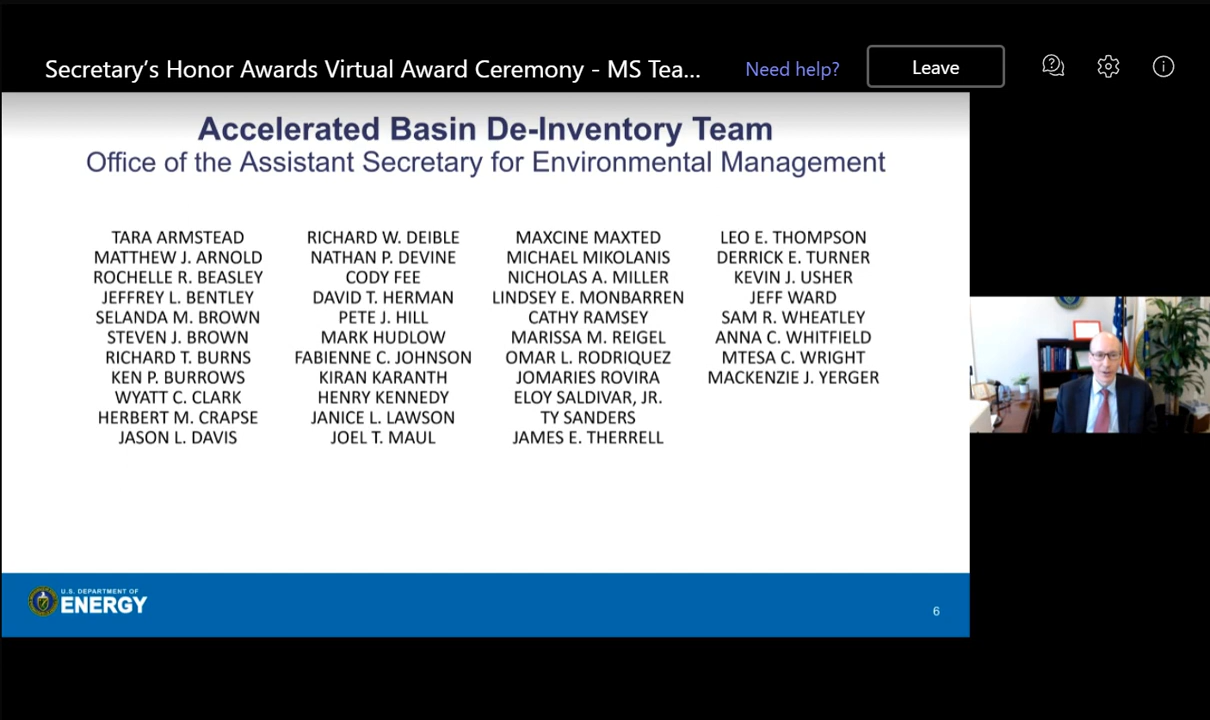 Secretary's Honor Awards Virtual Award Ceremony - MS Tea...
Need help?
Leave
Accelerated Basin De-Inventory Team
Office of the Assistant Secretary for Environmental Management
TARA ARMSTEAD
MATTHEW J. ARNOLD
ROCHELLE R. BEASLEY
JEFFREY L. BENTLEY
SELANDA M. BROWN
STEVEN J. BROWN
RICHARD T. BURNS
KEN P. BURROWS
WYATT C. CLARK
HERBERT M. CRAPSE
JASON L. DAVIS
RICHARD W. DEIBLE
NATHAN P. DEVINE
CODY FEE
DAVID T. HERMAN
PETE J. HILL
MARK HUDLOW
FABIENNE C. JOHNSON
KIRAN KARANTH
HENRY KENNEDY
JANICE L. LAWSON
JOEL T. MAUL
MAXCINE MAXTED
MICHAEL MIKOLANIS
NICHOLAS A. MILLER
LINDSEY E. MONBARREN
CATHY RAMSEY
MARISSA M. REIGEL
OMAR L. RODRIQUEZ
JOMARIES ROVIRA
ELOY SALDIVAR, JR.
TY SANDERS
JAMES E. THERRELL
LEO E. THOMPSON
DERRICK E. TURNER
KEVIN J. USHER
JEFF WARD
SAM R. WHEATLEY
ANNA C. WHITFIELD
MTESA C. WRIGHT
MACKENZIE J. YERGER
U.S. DEPARTMENT OF
ENERGY
6